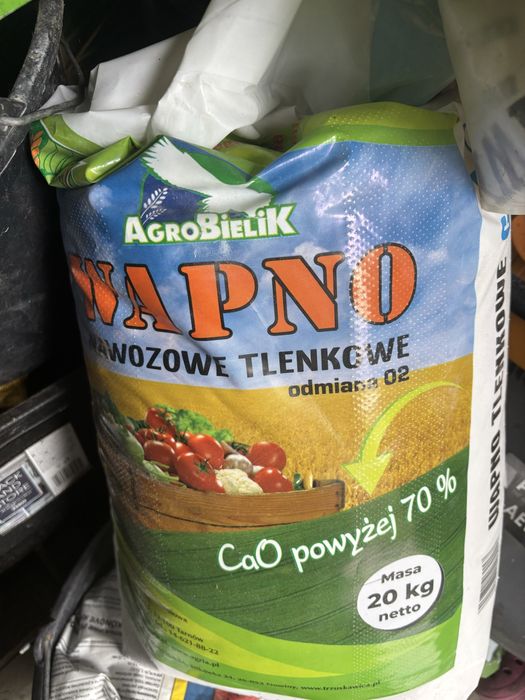 AGROBIELIK
WAPNO
NAWOZOWE TLENKOWE
odmiana 02
CaO powyżej 70 %
Masa
20 kg
netto
WAPNO TLENKOWE